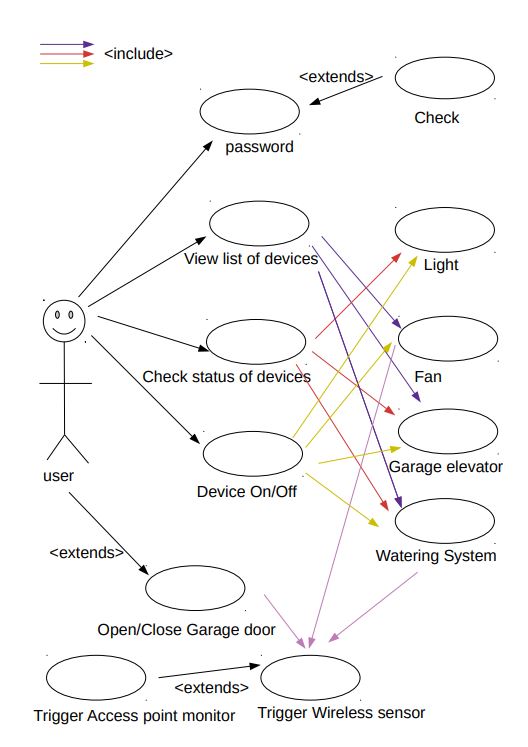 <include>
<extends>
Check
password
View list of devices
Light
Check status of devices
Fan
Garage elevator
user
Device On/Off
Watering System
<extends>
Open/Close Garage door
<extends>
Trigger Access point monitor
Trigger Wireless sensor